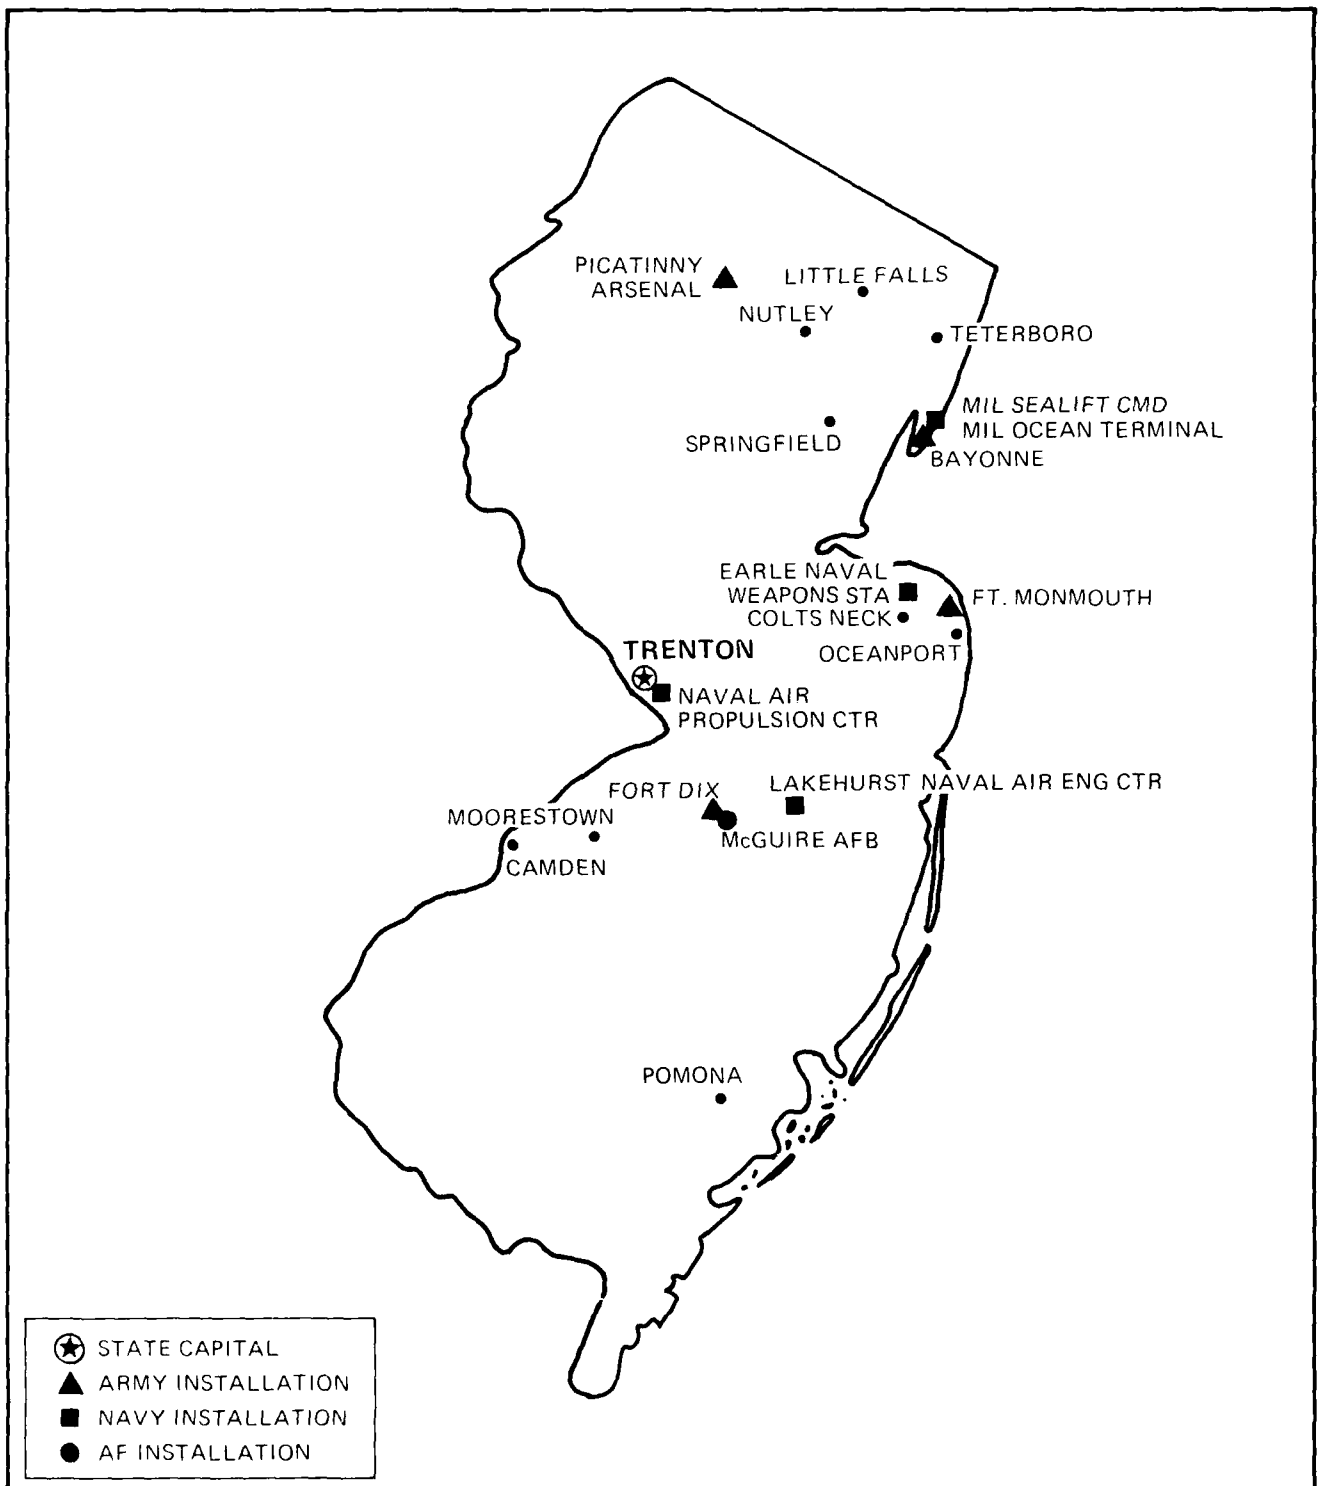 PICATINNY
ARSENAL
LITTLE FALLS
NUTLEY
TETERBORO
MIL SEALIFT CMD
MIL OCEAN TERMINAL
BAYONNE
SPRINGFIELD
EARLE NAVAL
WEAPONS STA
COLTS NECK
FT. MONMOUTH
OCEANPORT
TRENTON
NAVAL AIR
PROPULSION CTR
LAKEHURST NAVAL AIR ENG CTR
FORT DIX
McGUIRE AFB
MOORESTOWN
CAMDEN
POMONA
STATE CAPITAL
ARMY INSTALLATION
NAVY INSTALLATION
AF INSTALLATION